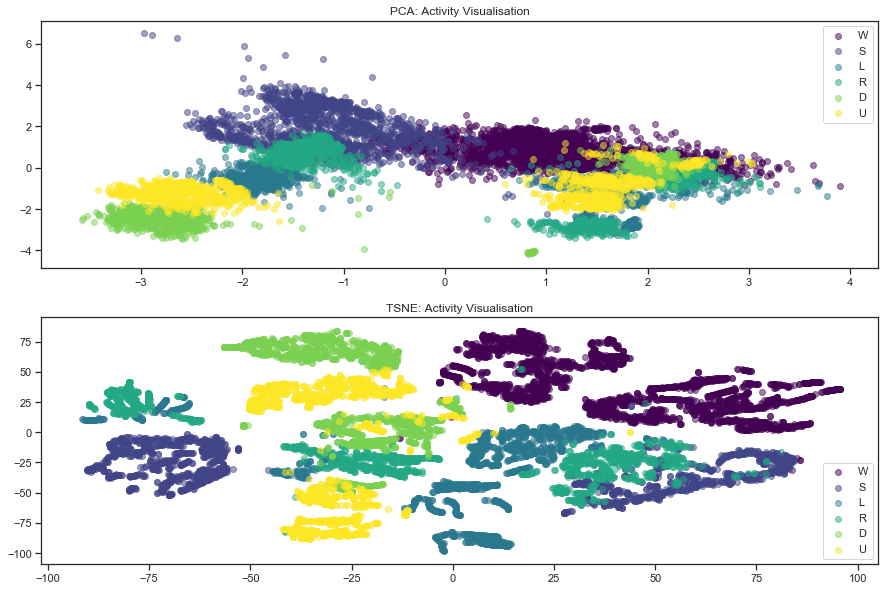 PCA: Activity Visualisation
6
4
2
0
−2
−4
W
S
L
R
D
U
−3
−2
−1
0
1
2
3
4
TSNE: Activity Visualisation
75
50
25
0
−25
−50
−75
−100
W
S
L
R
D
U
−100
−75
−50
−25
0
25
50
75
100